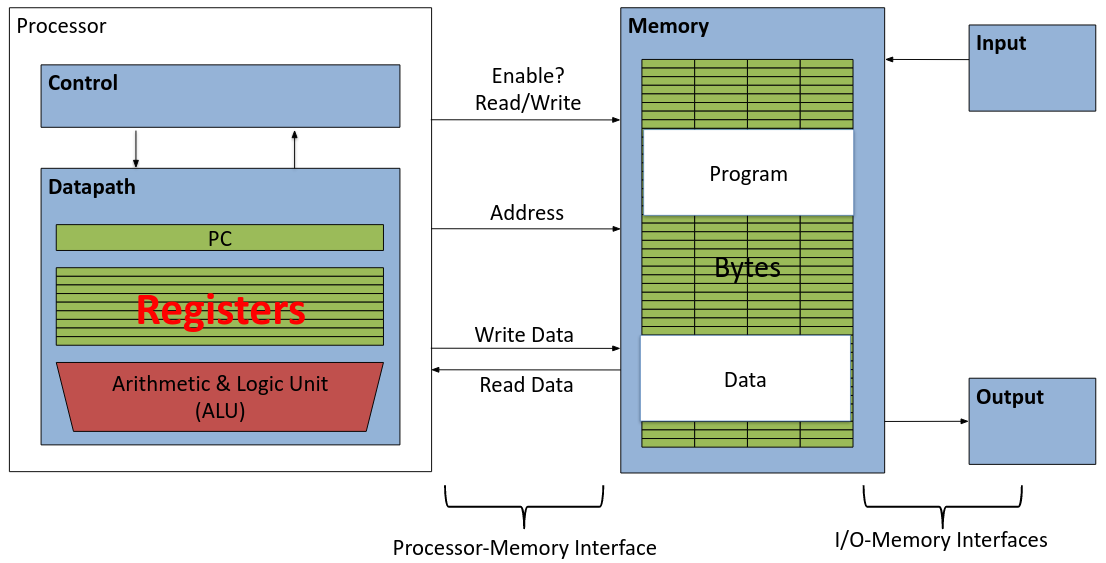 Processor
Control
Datapath
PC
Registers
Arithmetic & Logic Unit
(ALU)
Enable?
Read/Write
Address
Write Data
Read Data
Processor-Memory Interface
Memory
Program
Bytes
Data
Input
Output
I/O-Memory Interfaces